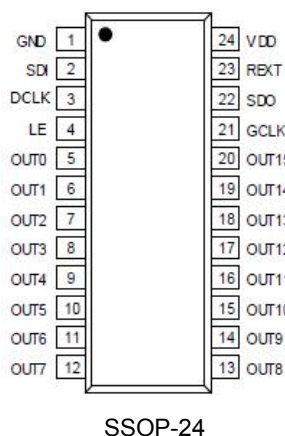 GND 1 24 VDD
SDI 2 23 REXT
DCLK 3 22 SDO
LE 4 21 GCLK
OUT0 5 20 OUT15
OUT1 6 19 OUT14
OUT2 7 18 OUT13
OUT3 8 17 OUT12
OUT4 9 16 OUT11
OUT5 10 15 OUT10
OUT6 11 14 OUT9
OUT7 12 13 OUT8
SSOP-24